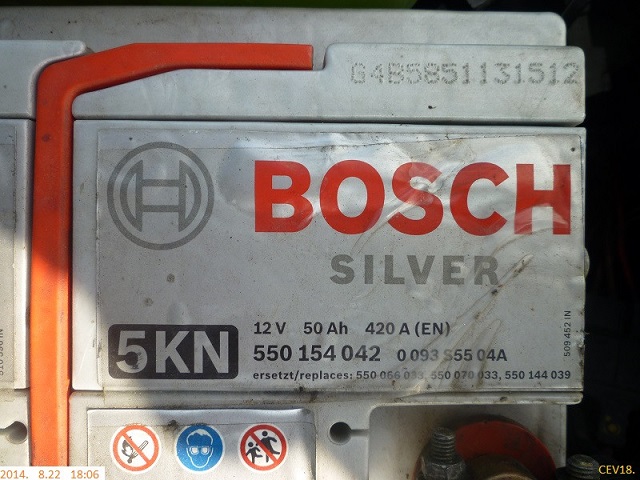 G4B5851131512
BOSCH
SILVER
12 V 50 Ah 420 A (EN)
5KN
550 154 042 0 093 S55 04A
ersetzt/replaces: 550 066 033, 550 070 033, 550 144 039
509 452 IN
2014. 8.22 18:06
CEV18.